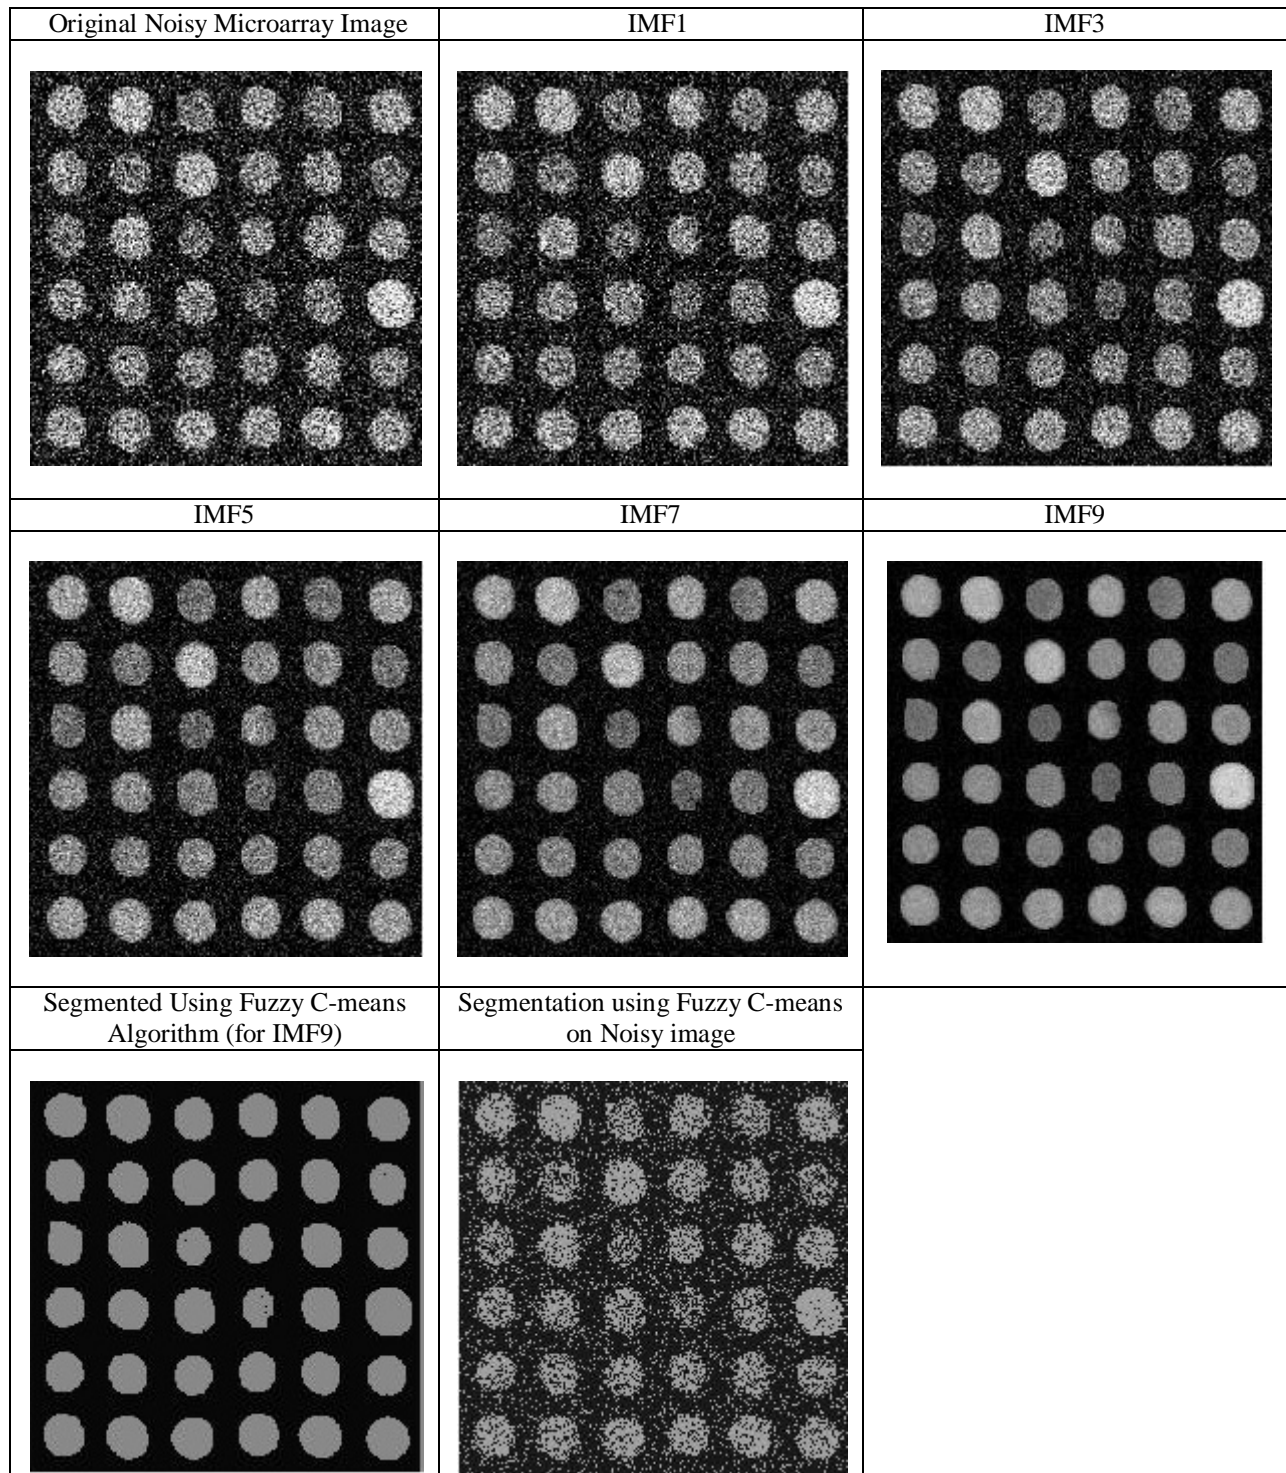 Original Noisy Microarray Image
IMF1
IMF3
IMF5
IMF7
IMF9
Segmented Using Fuzzy C-means
Algorithm (for IMF9)
Segmentation using Fuzzy C-means
on Noisy image